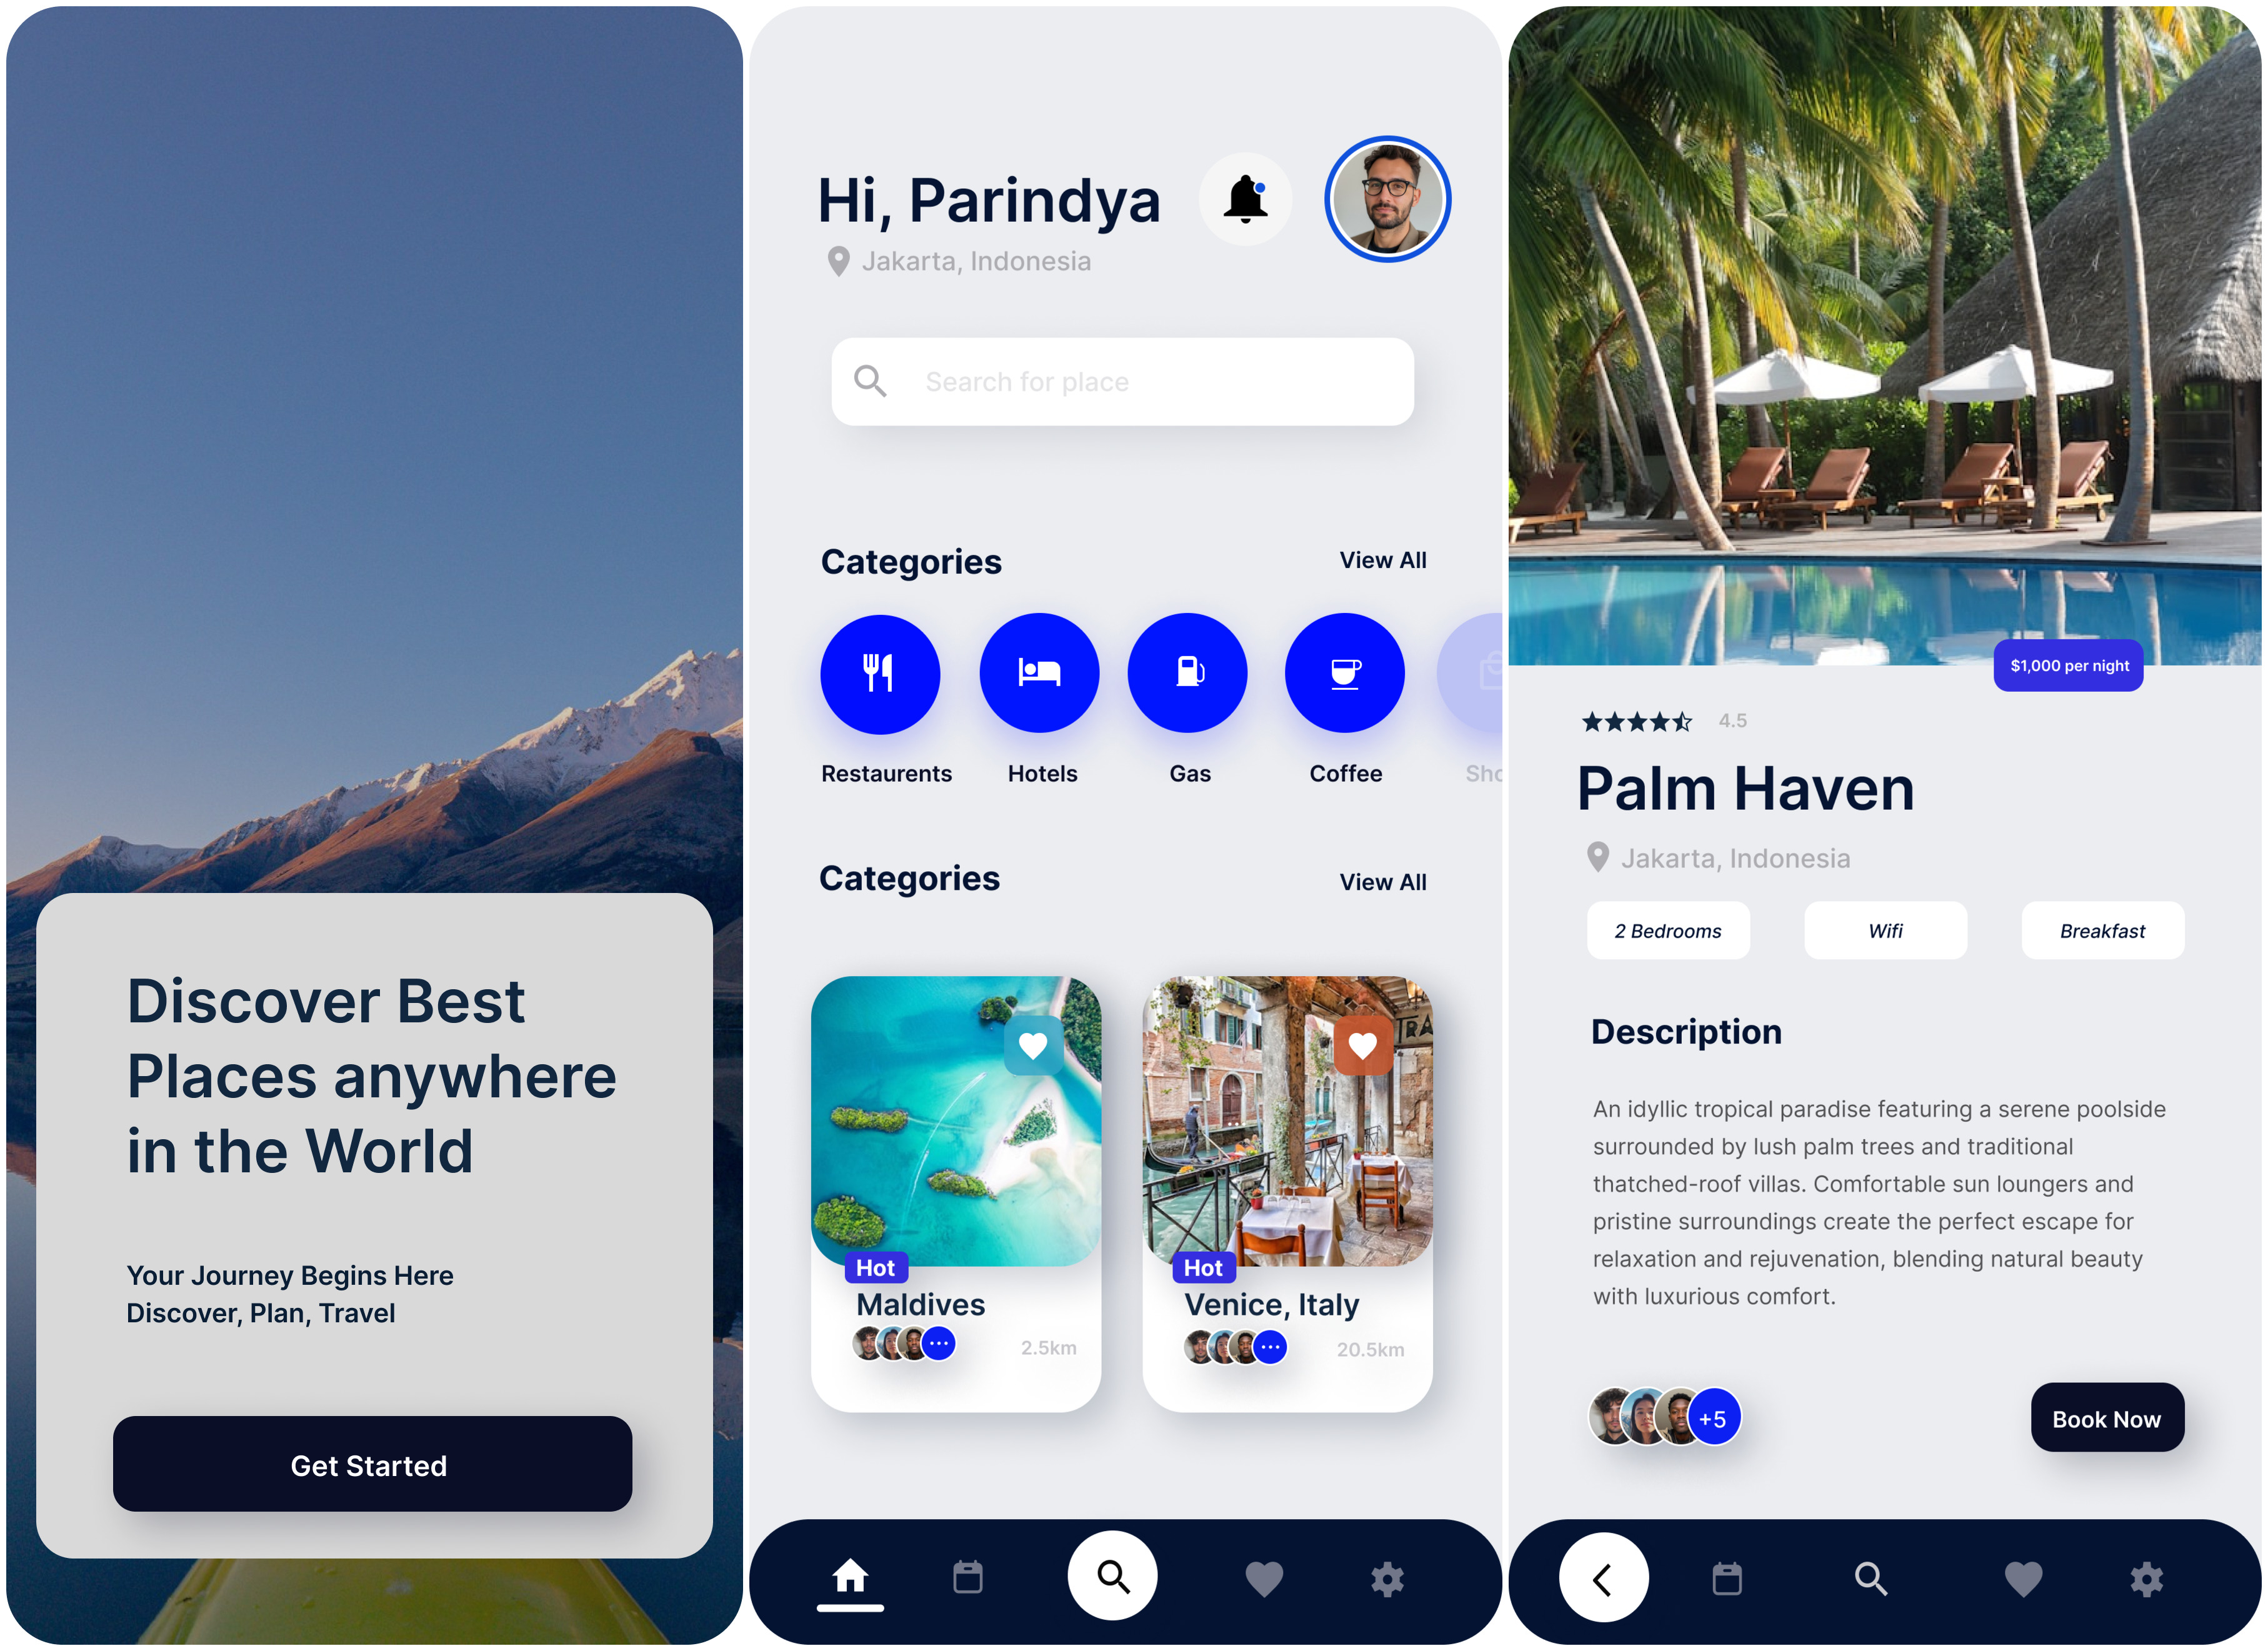 Discover Best
Places anywhere
in the World
Your Journey Begins Here
Discover, Plan, Travel
Get Started
Hi, Parindya
Jakarta, Indonesia
Search for place
Categories
View All
Restaurents
Hotels
Gas
Coffee
Sho
Categories
View All
Hot
Maldives
2.5km
TRA
Hot
Venice, Italy
20.5km
$1,000 per night
4.5
Palm Haven
Jakarta, Indonesia
2 Bedrooms
Wifi
Breakfast
Description
An idyllic tropical paradise featuring a serene poolside
surrounded by lush palm trees and traditional
thatched-roof villas. Comfortable sun loungers and
pristine surroundings create the perfect escape for
relaxation and rejuvenation, blending natural beauty
with luxurious comfort.
+5
Book Now